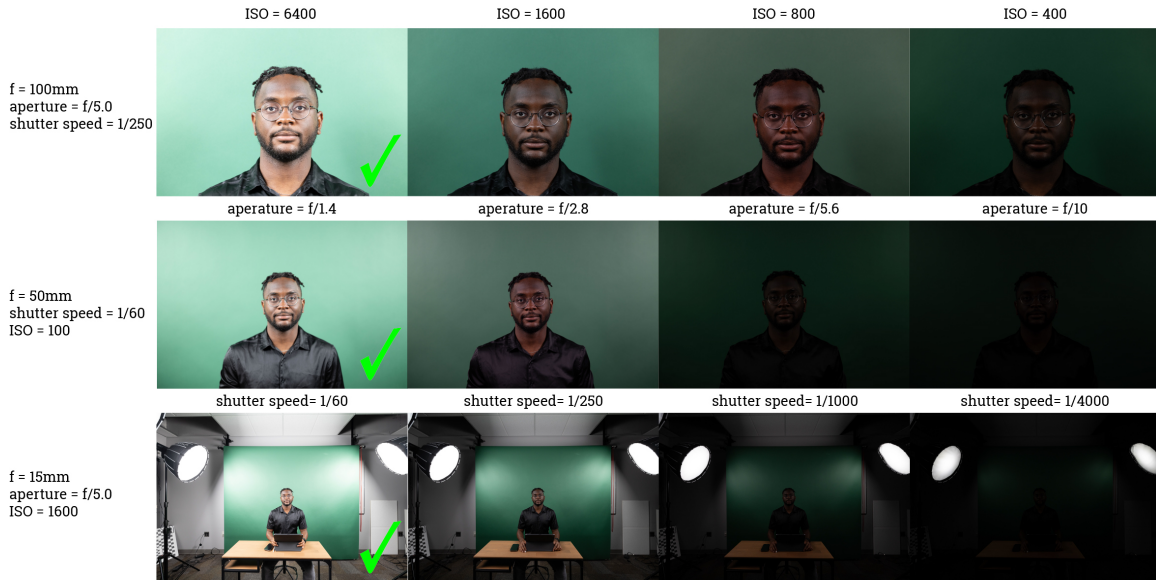 ISO = 6400
ISO = 1600
ISO = 800
ISO = 400
f = 100mm
aperture = f/5.0
shutter speed = 1/250
aperature = f/1.4
aperature = f/2.8
aperature = f/5.6
aperature = f/10
f = 50mm
shutter speed = 1/60
ISO = 100
shutter speed= 1/60
shutter speed= 1/250
shutter speed= 1/1000
shutter speed= 1/4000
f = 15mm
aperture = f/5.0
ISO = 1600